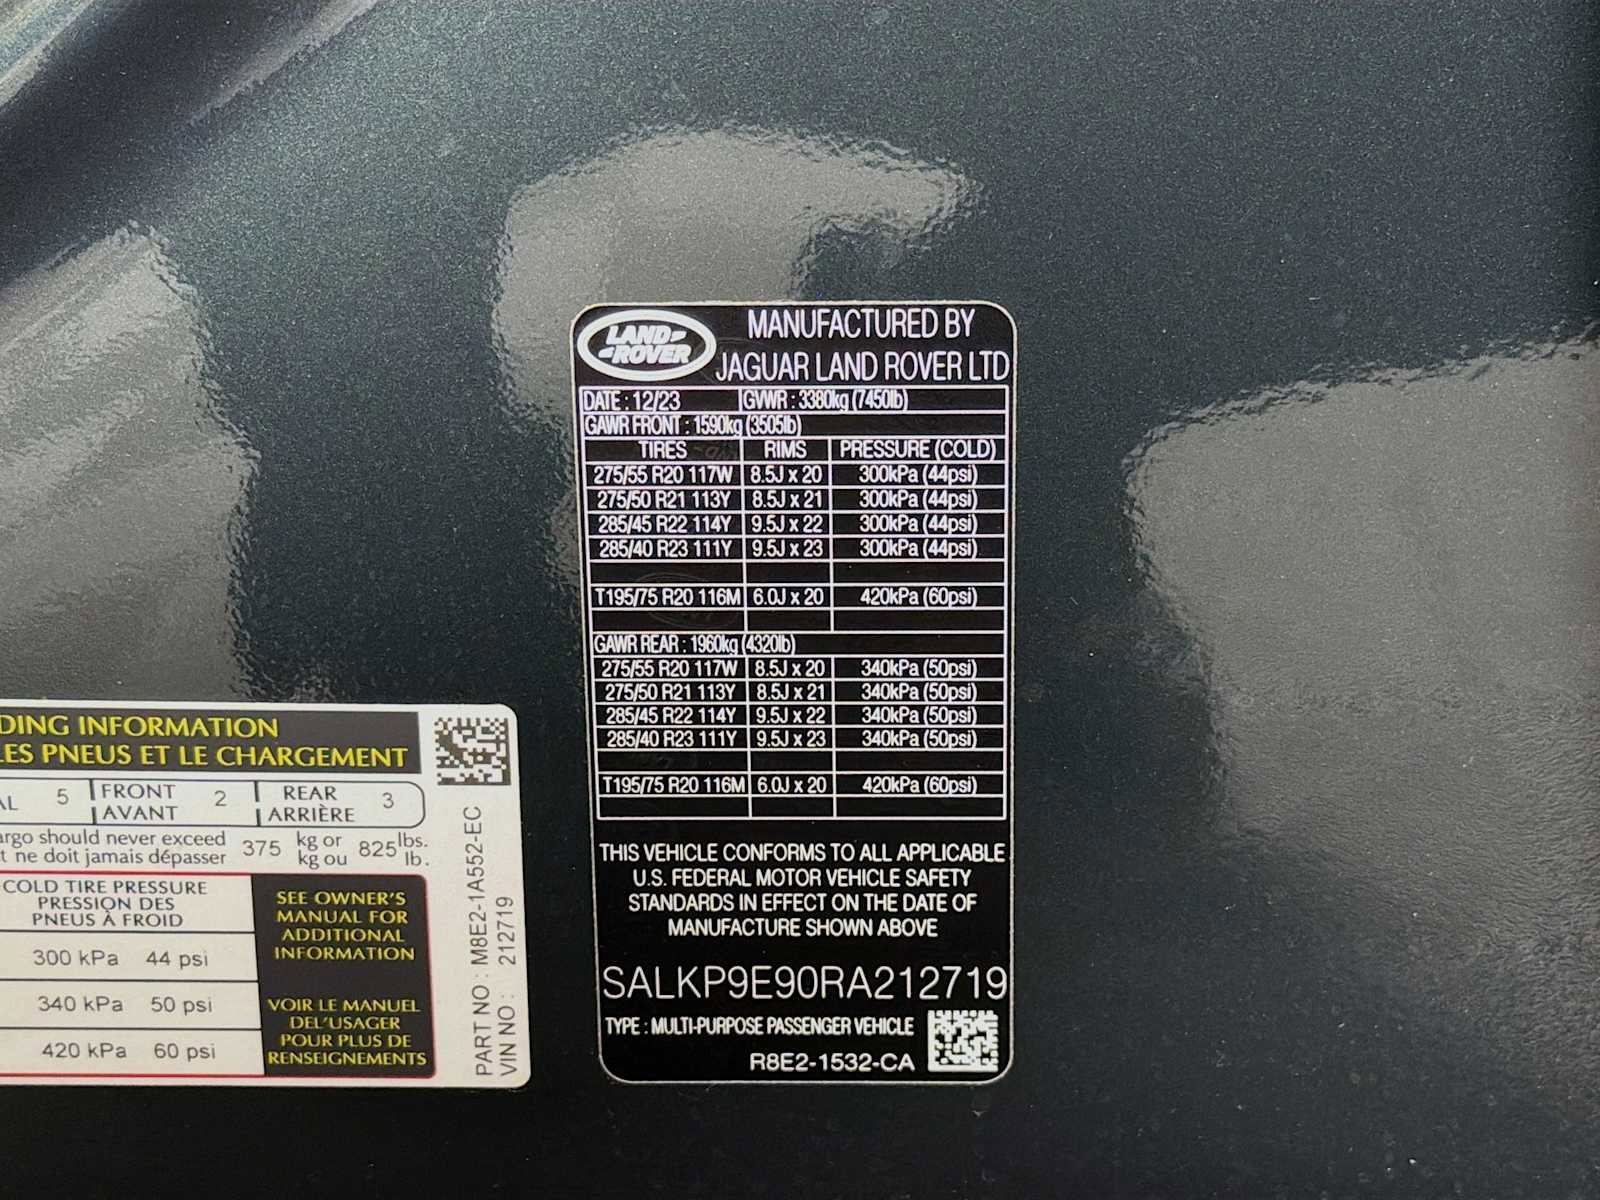 LAND
ROVER
MANUFACTURED BY
JAGUAR LAND ROVER LTD
DATE : 12/23 GVWR : 3380kg (7450lb)
GAWR FRONT : 1590kg (3505lb)
TIRES RIMS PRESSURE (COLD)
275/55 R20 117W 8.5J x 20 300kPa (44psi)
275/50 R21 113Y 8.5J x 21 300kPa (44psi)
285/45 R22 114Y 9.5J x 22 300kPa (44psi)
285/40 R23 111Y 9.5J x 23 300kPa (44psi)
T195/75 R20 116M 6.0J x 20 420kPa (60psi)
GAWR REAR : 1960kg (4320lb)
275/55 R20 117W 8.5J x 20 340kPa (50psi)
275/50 R21 113Y 8.5J x 21 340kPa (50psi)
285/45 R22 114Y 9.5J x 22 340kPa (50psi)
285/40 R23 111Y 9.5J x 23 340kPa (50psi)
T195/75 R20 116M 6.0J x 20 420kPa (60psi)
THIS VEHICLE CONFORMS TO ALL APPLICABLE
U.S. FEDERAL MOTOR VEHICLE SAFETY
STANDARDS IN EFFECT ON THE DATE OF
MANUFACTURE SHOWN ABOVE
SALKP9E90RA212719
TYPE : MULTI-PURPOSE PASSENGER VEHICLE
R8E2-1532-CA
DING INFORMATION
LES PNEUS ET LE CHARGEMENT
AL 5 FRONT AVANT 2 REAR ARRIÈRE 3
argo should never exceed 375 kg or 825 lbs.
t ne doit jamais dépasser kg ou lb.
COLD TIRE PRESSURE
PRESSION DES
PNEUS À FROID
300 kPa 44 psi
340 kPa 50 psi
420 kPa 60 psi
SEE OWNER'S
MANUAL FOR
ADDITIONAL
INFORMATION
VOIR LE MANUEL
DEL'USAGER
POUR PLUS DE
RENSEIGNEMENTS
PART NO : M8E2-1A552-EC
VIN NO : 212719